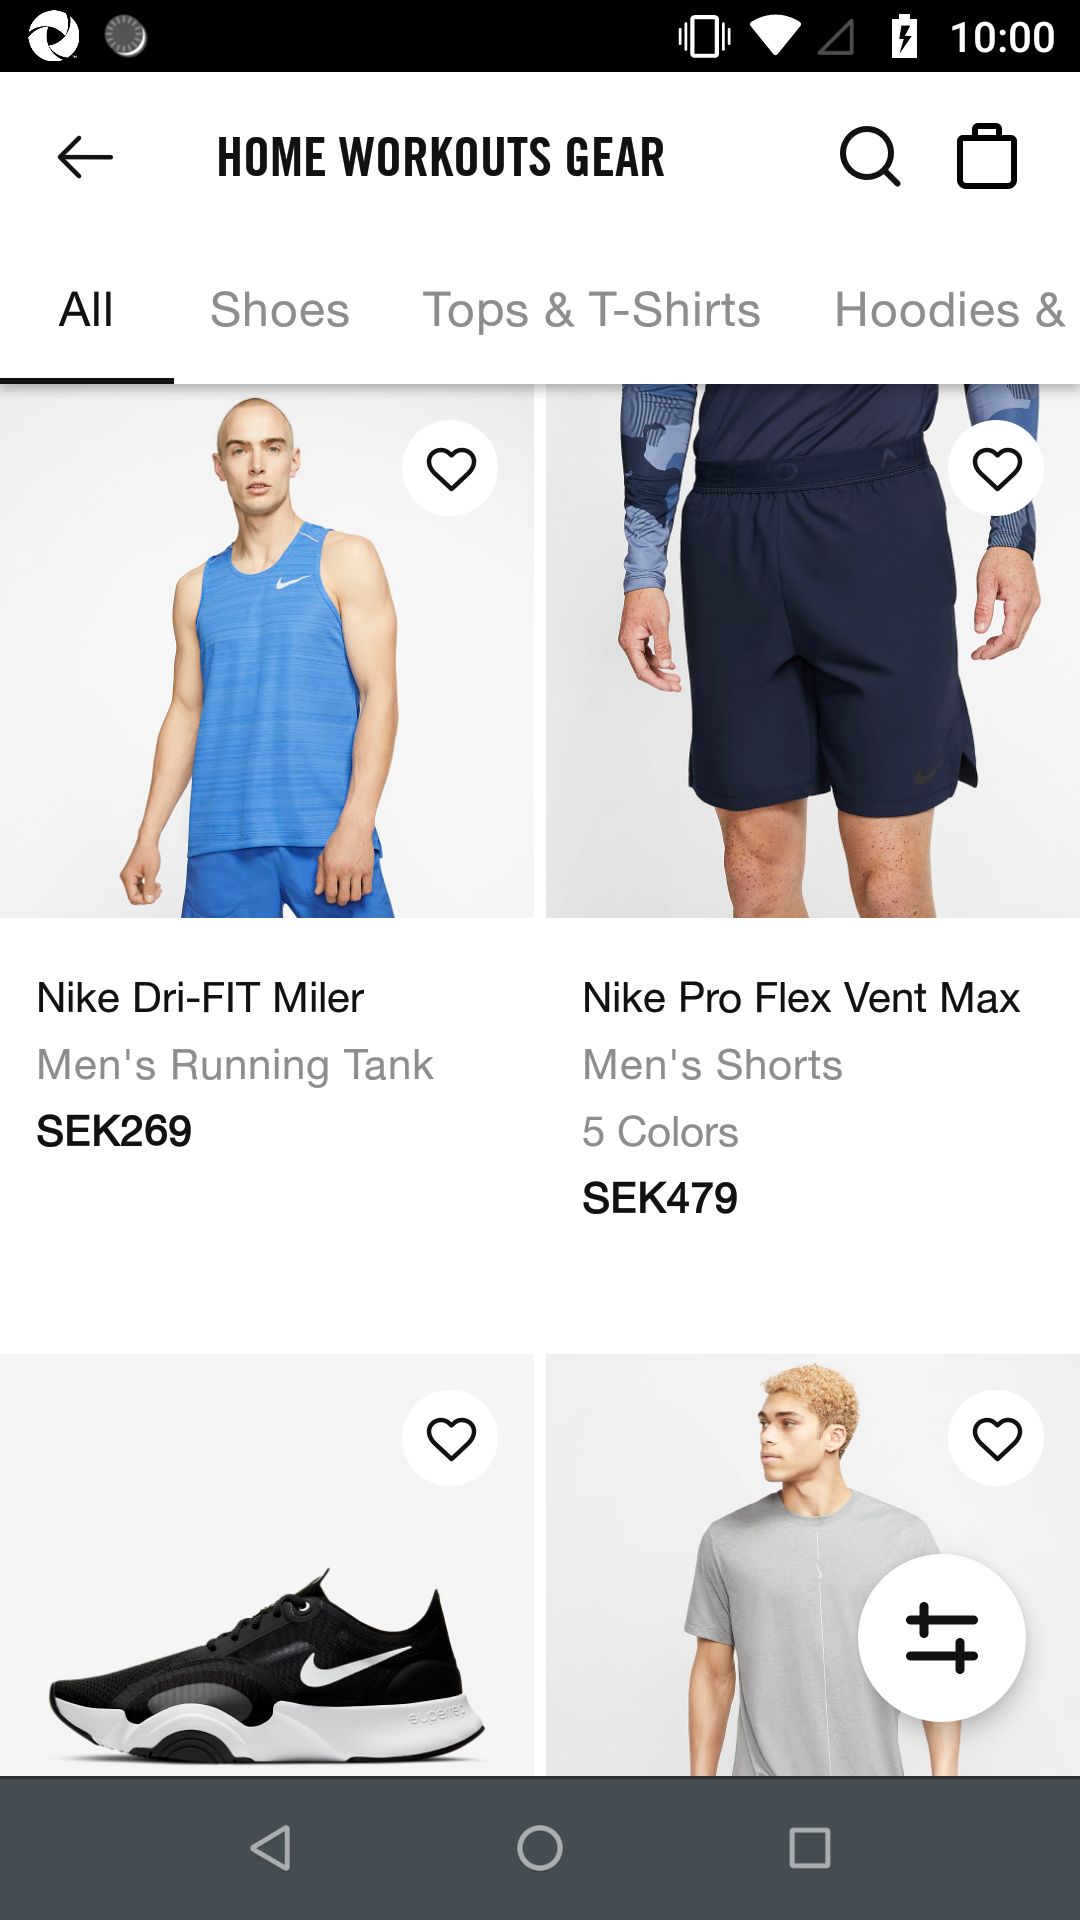 10:00
HOME WORKOUTS GEAR
All Shoes Tops & T-Shirts Hoodies &
Nike Dri-FIT Miler
Men's Running Tank
SEK269
Nike Pro Flex Vent Max
Men's Shorts
5 Colors
SEK479
superrep